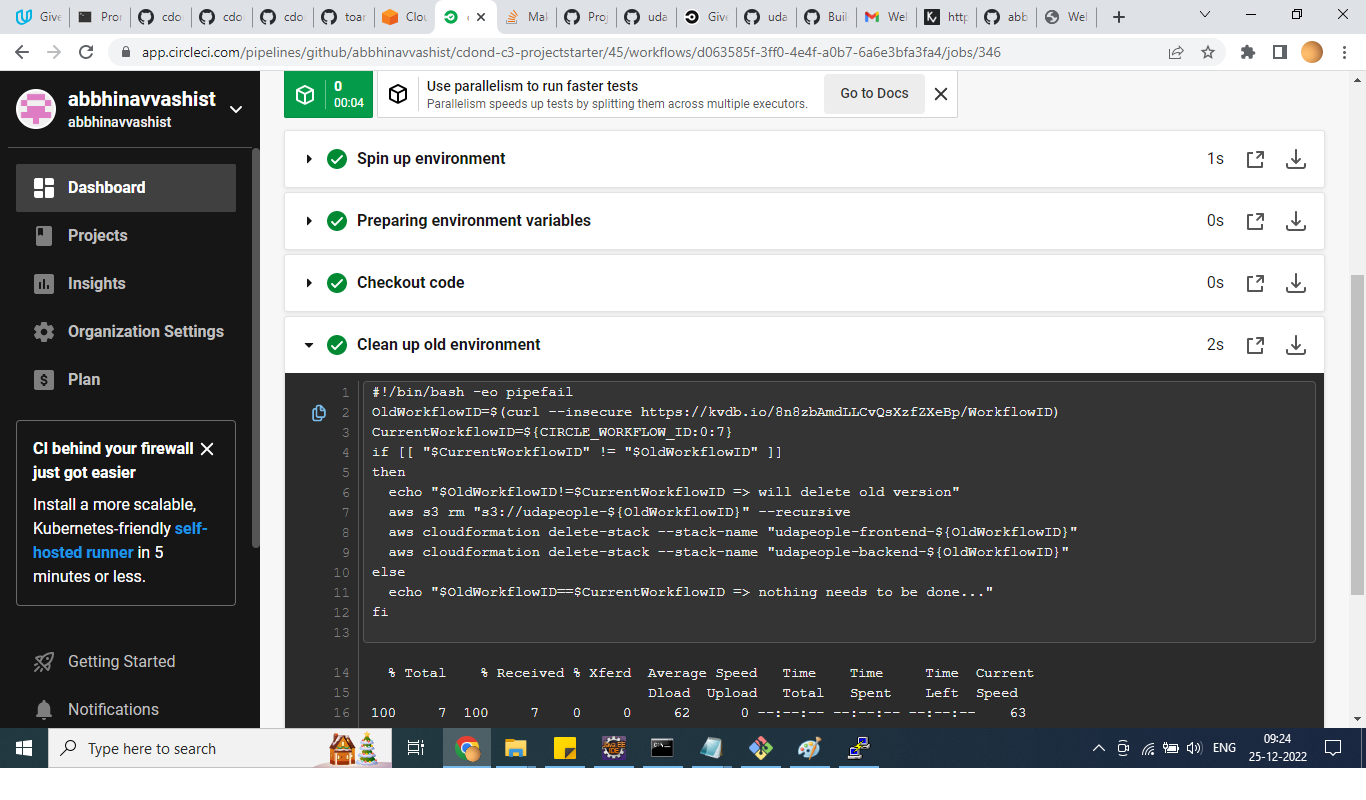 Give
Pror
cdo
cdo
cdo
toar
Clou
Mak
Proj
uda
Give
uda
Buil
Wel
http
abb
Wel
app.circleci.com/pipelines/github/abbhinavvashist/cdond-c3-projectstarter/45/workflows/d063585f-3ff0-4e4f-a0b7-6a6e3bfa3fa4/jobs/346
abbhinavvashist
abbhinavvashist
Dashboard
Projects
Insights
Organization Settings
Plan
CI behind your firewall
just got easier
Install a more scalable,
Kubernetes-friendly self-
hosted runner in 5
minutes or less.
Getting Started
Notifications
0
00:04
Use parallelism to run faster tests
Parallelism speeds up tests by splitting them across multiple executors.
Go to Docs
Spin up environment 1s
Preparing environment variables 0s
Checkout code 0s
Clean up old environment 2s
1 #!/bin/bash -eo pipefail
2 OldWorkflowID=$(curl --insecure https://kvdb.io/8n8zbAmdLLCvQsXzfZXeBp/WorkflowID)
3 CurrentWorkflowID=${CIRCLE_WORKFLOW_ID:0:7}
4 if [[ "$CurrentWorkflowID" != "$OldWorkflowID" ]]
5 then
6 echo "$OldWorkflowID!=$CurrentWorkflowID => will delete old version"
7 aws s3 rm "s3://udapeople-${OldWorkflowID}" --recursive
8 aws cloudformation delete-stack --stack-name "udapeople-frontend-${OldWorkflowID}"
9 aws cloudformation delete-stack --stack-name "udapeople-backend-${OldWorkflowID}"
10 else
11 echo "$OldWorkflowID==$CurrentWorkflowID => nothing needs to be done..."
12 fi
13
14 % Total % Received % Xferd Average Speed Time Time Time Current
15 Dload Upload Total Spent Left Speed
16 100 7 100 7 0 0 62 0 --:--:-- --:--:-- --:--:-- 63
Type here to search
ENG
09:24
25-12-2022